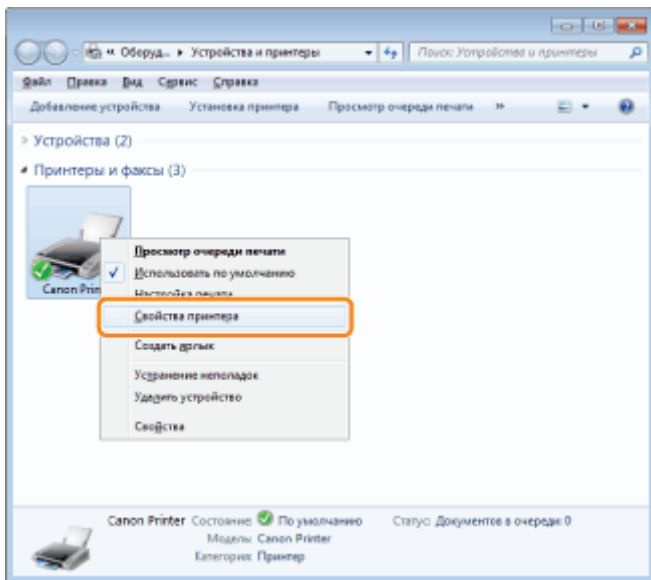 « Оборуд... ▸ Устройства и принтеры Поиск: Устройства и принтеры
Файл Правка Вид Сервис Справка
Добавление устройства Установка принтера Просмотр очереди печати »
Устройства (2)
Принтеры и факсы (3)
Просмотр очереди печати
Использовать по умолчанию
Canon Prin
Настройка печати
Свойства принтера
Создать ярлык
Устранение неполадок
Удалить устройство
Свойства
Canon Printer Состояние: По умолчанию Статус: Документов в очереди: 0
Модель: Canon Printer
Категория: Принтер